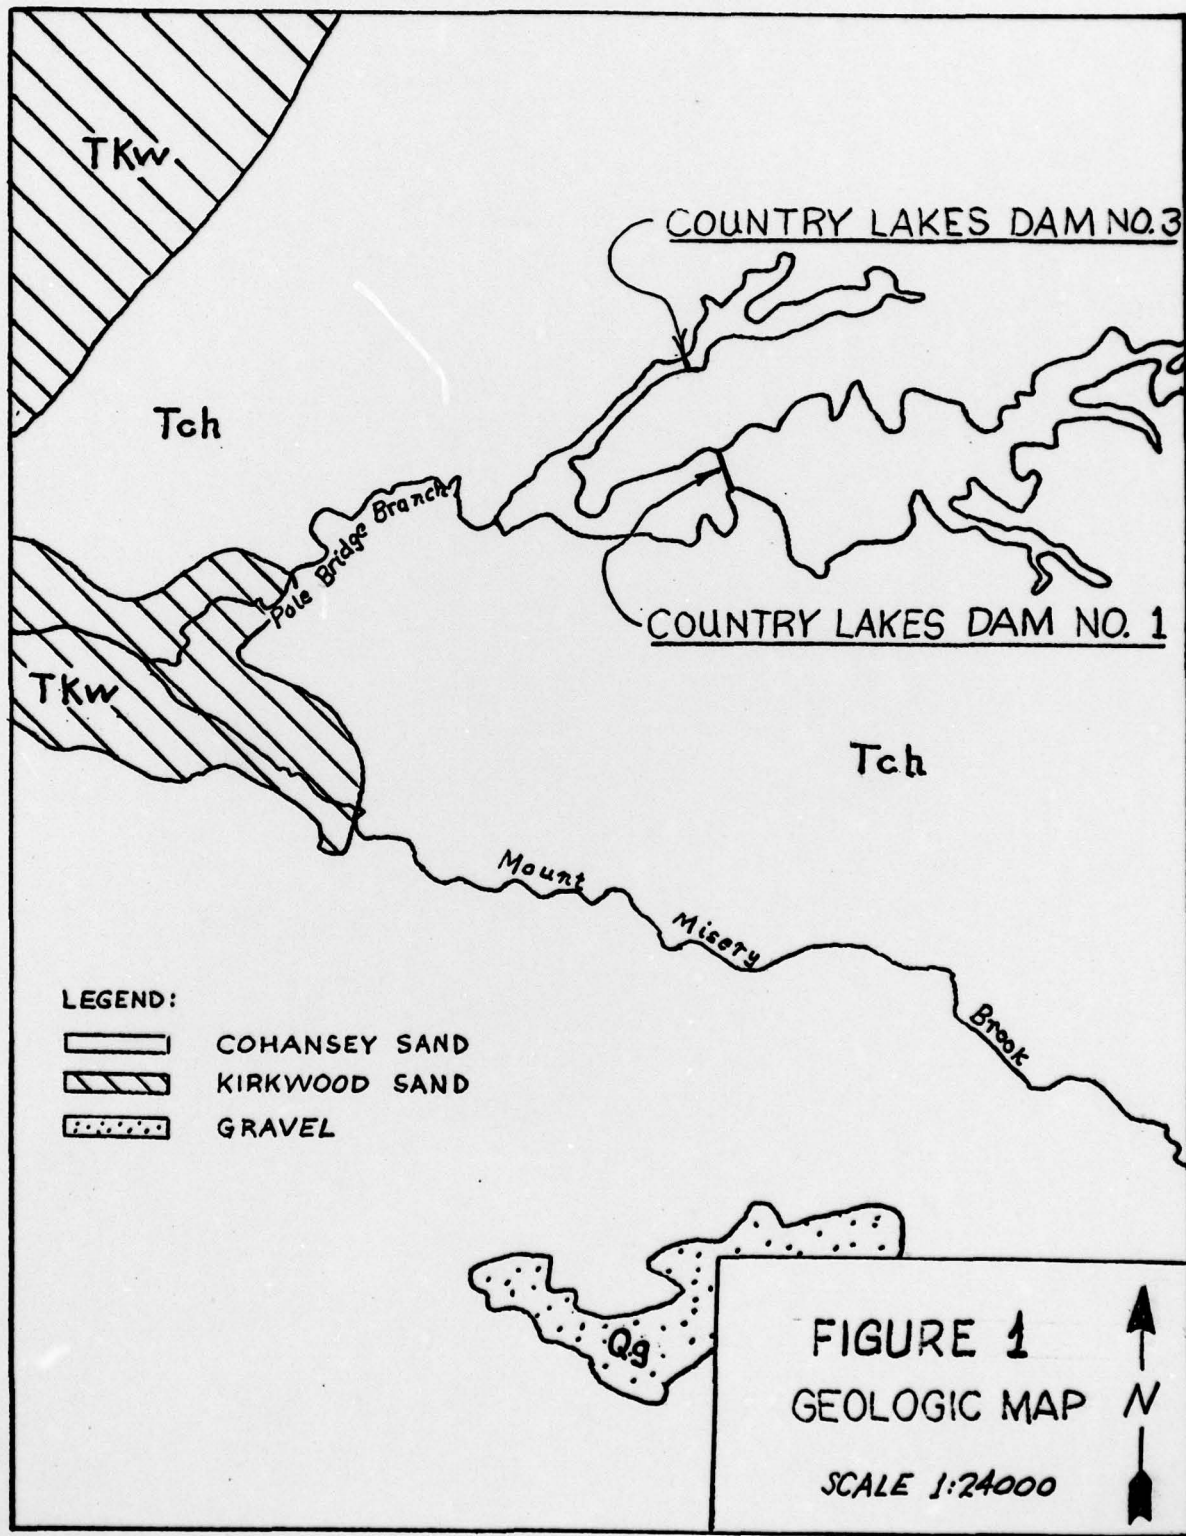 TKw
COUNTRY LAKES DAM NO. 3
Tch
Pole Bridge Branch
COUNTRY LAKES DAM NO. 1
TKw
Tch
Mount Misery Brook
LEGEND:
COHANSEY SAND
KIRKWOOD SAND
GRAVEL
Qg
FIGURE 1
GEOLOGIC MAP
N
SCALE 1:24000